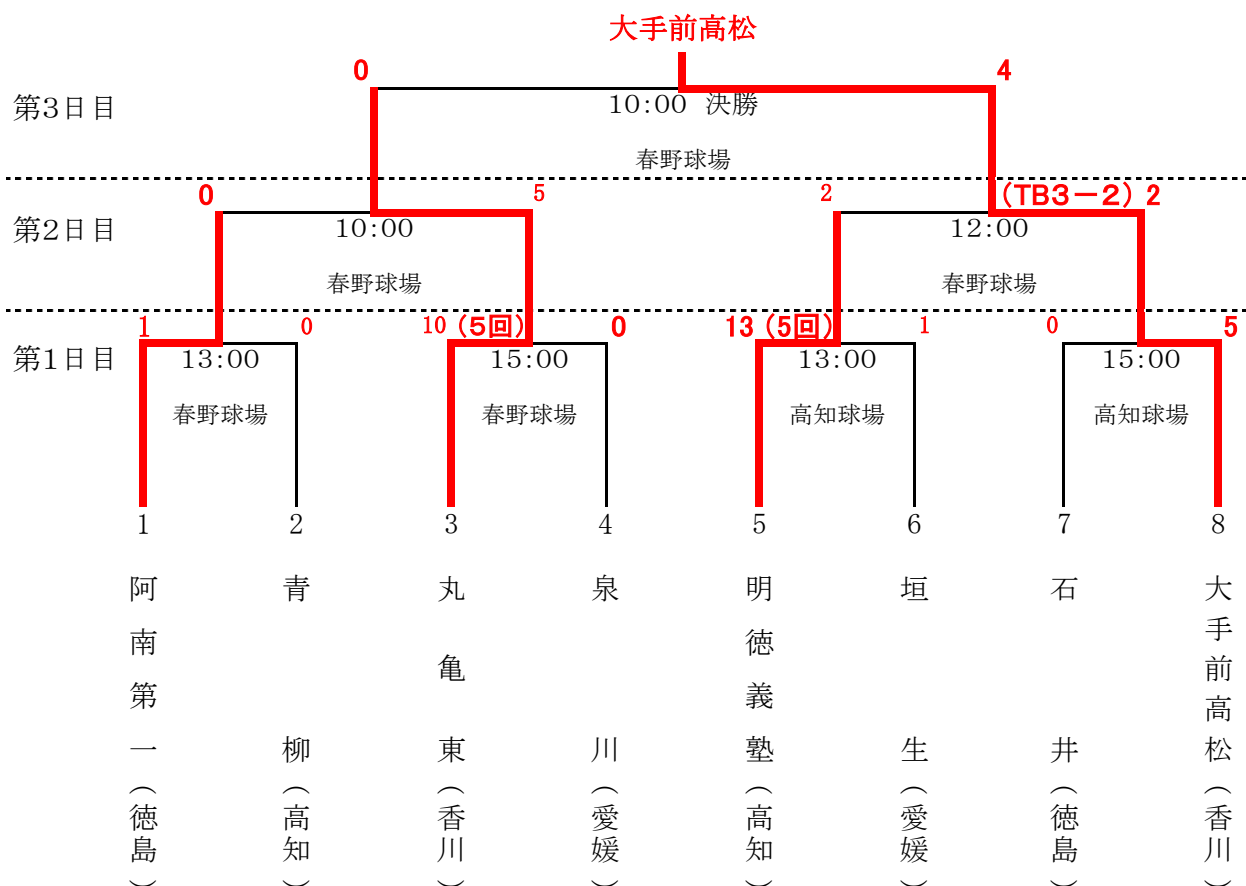 大手前高松
0
4
第3日目
10:00 決勝
春野球場
0
5
2
(TB3－2) 2
第2日目
10:00
12:00
春野球場
春野球場
1
0
10 (5回)
0
13 (5回)
1
0
5
第1日目
13:00
15:00
13:00
15:00
春野球場
春野球場
高知球場
高知球場
1
2
3
4
5
6
7
8
阿南第一(徳島)
青柳(高知)
丸亀東(香川)
泉川(愛媛)
明徳義塾(高知)
垣生(愛媛)
石井(徳島)
大手前高松(香川)